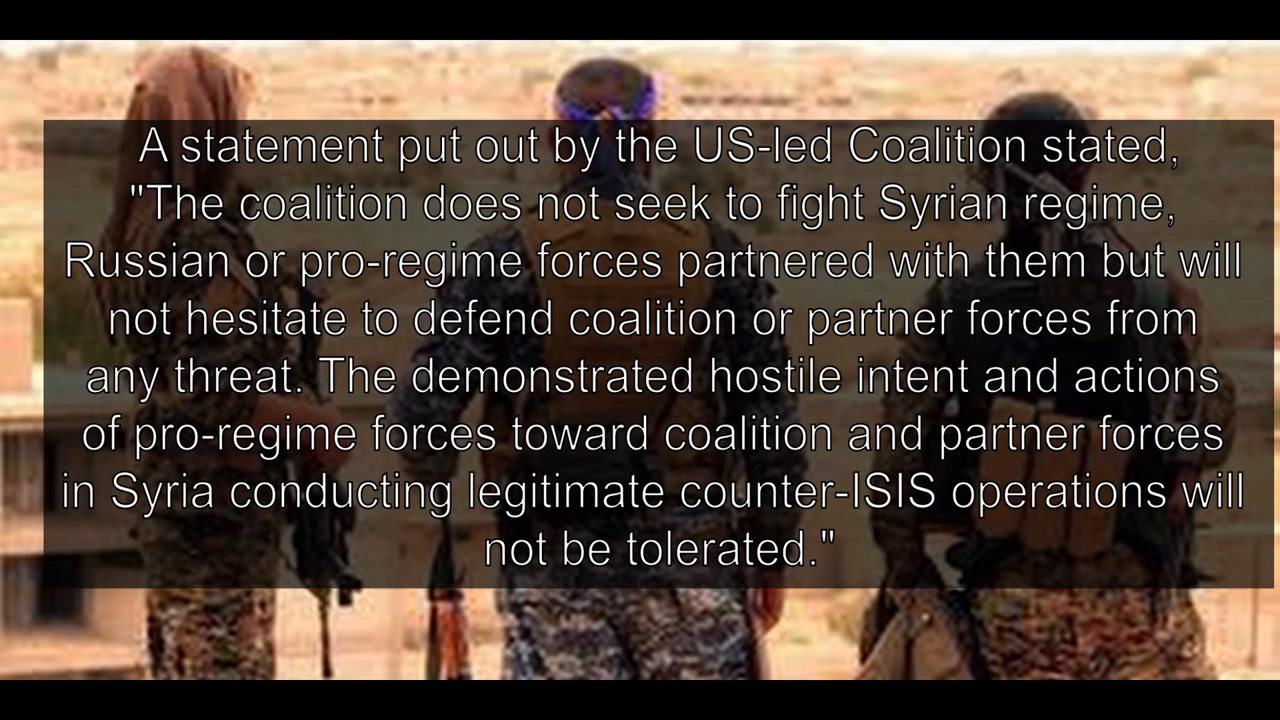 A statement put out by the US-led Coalition stated,
"The coalition does not seek to fight Syrian regime,
Russian or pro-regime forces partnered with them but will
not hesitate to defend coalition or partner forces from
any threat. The demonstrated hostile intent and actions
of pro-regime forces toward coalition and partner forces
in Syria conducting legitimate counter-ISIS operations will
not be tolerated."